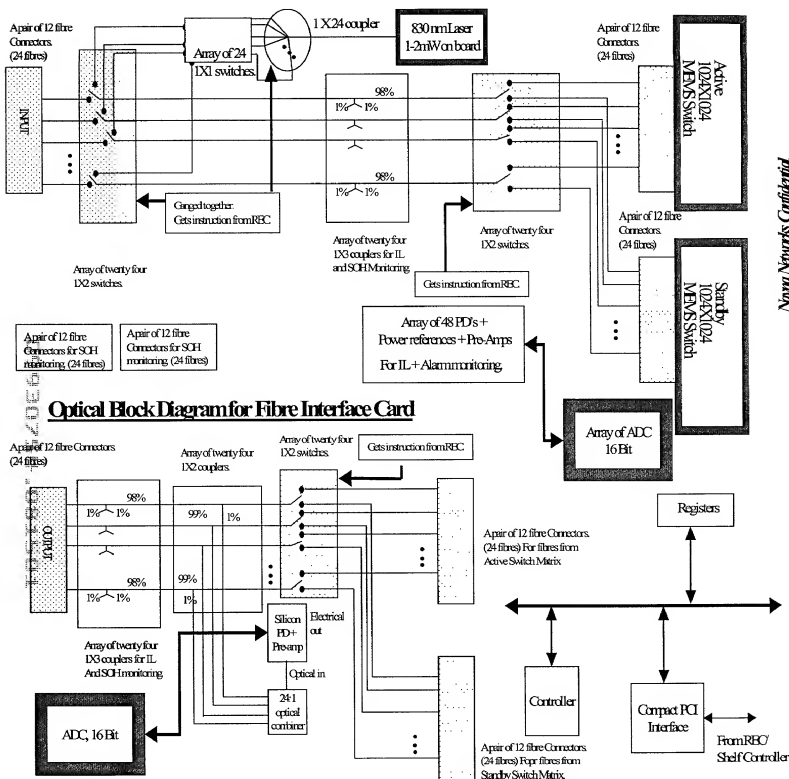 A pair of 12 fibre
Connectors.
(24 fibres)
Array of 24
1X1 switches.
1 X 24 coupler
830 nm Laser
1-2mW on board
A pair of 12 fibre
Connectors.
(24 fibres)
Active
1024X1024
MEMS Switch
INPUT
98%
1% 1%
98%
1% 1%
Ganged together.
Gets instruction from REC
Array of twenty four
1X2 switches.
Array of twenty four
1X3 couplers for IL
and SOH Monitoring.
Array of twenty four
1X2 switches.
Gets instruction from REC
A pair of 12 fibre
Connectors.
(24 fibres)
Standby
1024X1024
MEMS Switch
Array of 48 PD's +
Power references + Pre-Amps
For IL + Alarm monitoring.
A pair of 12 fibre
Connectors for SOH
monitoring. (24 fibres)
A pair of 12 fibre
Connectors for SOH
monitoring. (24 fibres)
Array of ADC
16 Bit
Optical Block Diagram for Fibre Interface Card
A pair of 12 fibre Connectors.
(24 fibres)
Array of twenty four
1X2 couplers.
Array of twenty four
1X2 switches.
Gets instruction from REC
OUTPUT
98%
1% 1%
99%
1%
98%
1% 1%
99%
1%
Array of twenty four
1X3 couplers for IL
And SOH monitoring.
Silicon
PD+
Pre-amp
Electrical
out
Optical in
24:1
optical
combiner
ADC, 16 Bit
A pair of 12 fibre Connectors.
(24 fibres) For fibres from
Active Switch Matrix.
A pair of 12 fibre Connectors.
(24 fibres) Fopr fibres from
Standby Switch Matrix.
Registers
Controller
Compact PCI
Interface
From REC/
Shelf Controller
Confidential